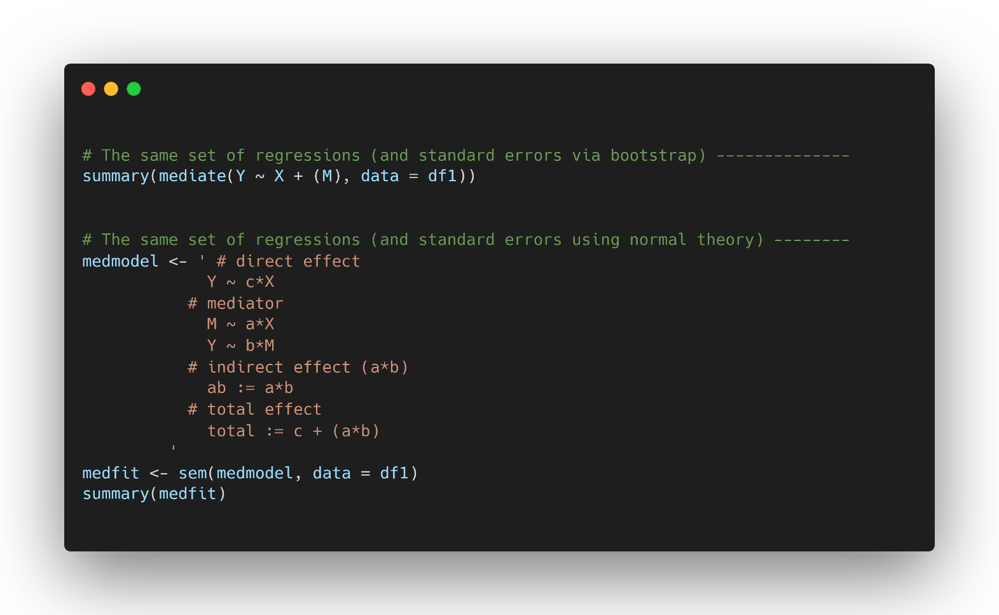 # The same set of regressions (and standard errors via bootstrap) --------------
summary(mediate(Y ~ X + (M), data = df1))
# The same set of regressions (and standard errors using normal theory) --------
medmodel <- ' # direct effect
             Y ~ c*X
           # mediator
             M ~ a*X
             Y ~ b*M
           # indirect effect (a*b)
             ab := a*b
           # total effect
             total := c + (a*b)
         '
medfit <- sem(medmodel, data = df1)
summary(medfit)